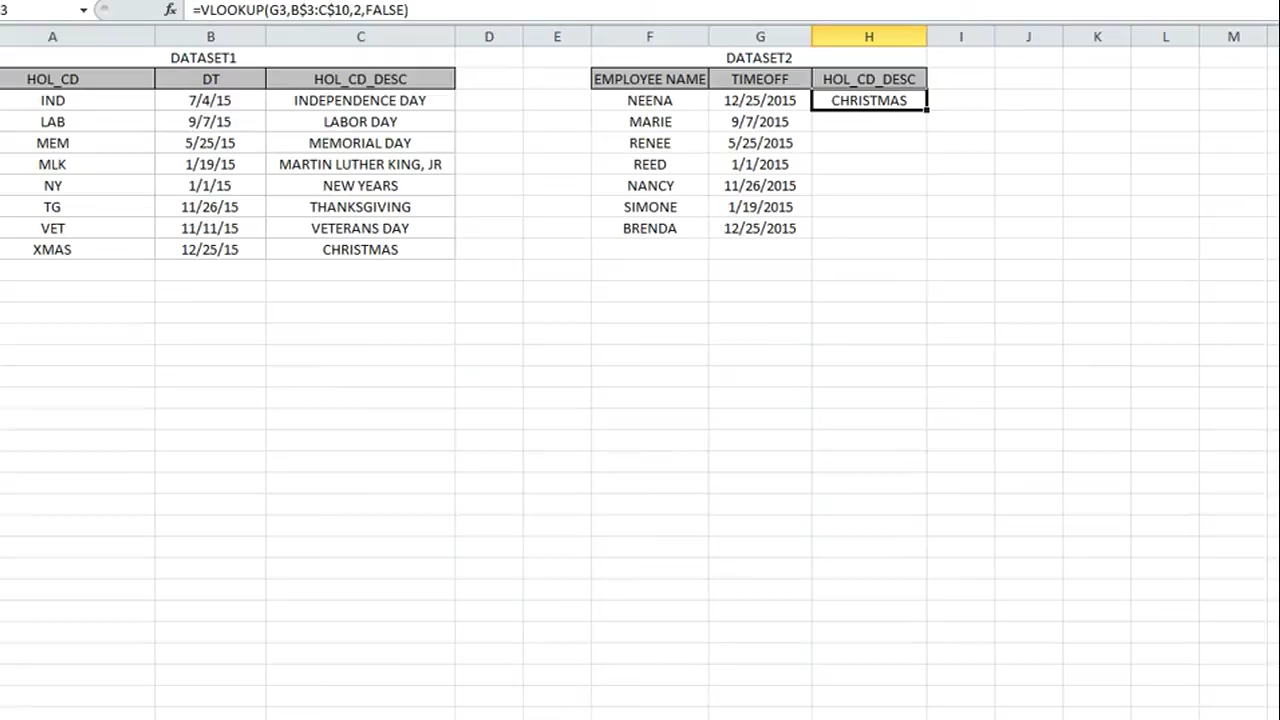 3 fx =VLOOKUP(G3,B$3:C$10,2,FALSE)
A B C D E F G H I J K L M
DATASET1 DATASET2
HOL_CD DT HOL_CD_DESC EMPLOYEE NAME TIMEOFF HOL_CD_DESC
IND 7/4/15 INDEPENDENCE DAY NEENA 12/25/2015 CHRISTMAS
LAB 9/7/15 LABOR DAY MARIE 9/7/2015
MEM 5/25/15 MEMORIAL DAY RENEE 5/25/2015
MLK 1/19/15 MARTIN LUTHER KING, JR REED 1/1/2015
NY 1/1/15 NEW YEARS NANCY 11/26/2015
TG 11/26/15 THANKSGIVING SIMONE 1/19/2015
VET 11/11/15 VETERANS DAY BRENDA 12/25/2015
XMAS 12/25/15 CHRISTMAS